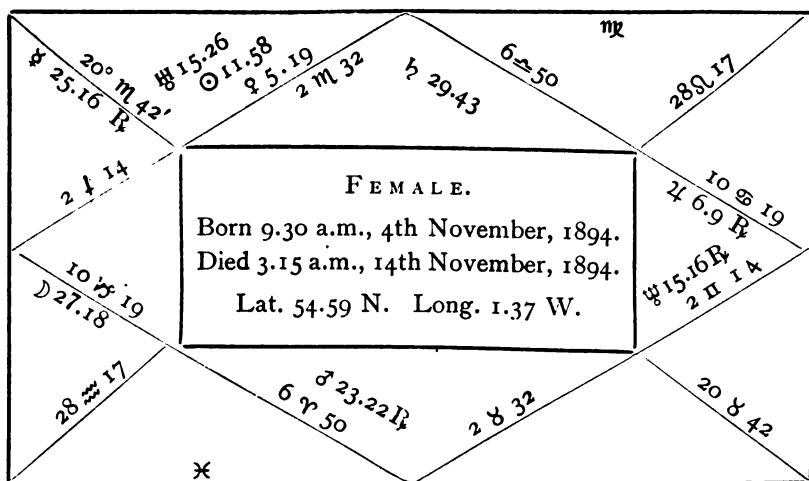 ♍
♅ 15.26
☉ 11.58
♀ 5.19
2 ♏ 32
20° ♏ 42′
☿ 25.16 ℞
♄ 29.43
6 ♎ 50
28 ♌ 17
2 ♐ 14
10 ♋ 19
♃ 6.9 ℞
FEMALE.
Born 9.30 a.m., 4th November, 1894.
Died 3.15 a.m., 14th November, 1894.
Lat. 54.59 N. Long. 1.37 W.
♆ 15.16 ℞
2 ♊ 14
10 ♑ 19
☽ 27.18
28 ♒ 17
♂ 23.22 ℞
6 ♈ 50
2 ♉ 32
20 ♉ 42
♓